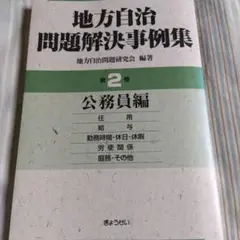 地方自治
問題解決事例集
地方自治問題研究会 編著
第2巻
公務員編
任用
給与
勤務時間・休日・休暇
労使関係
服務・その他
ぎょうせい